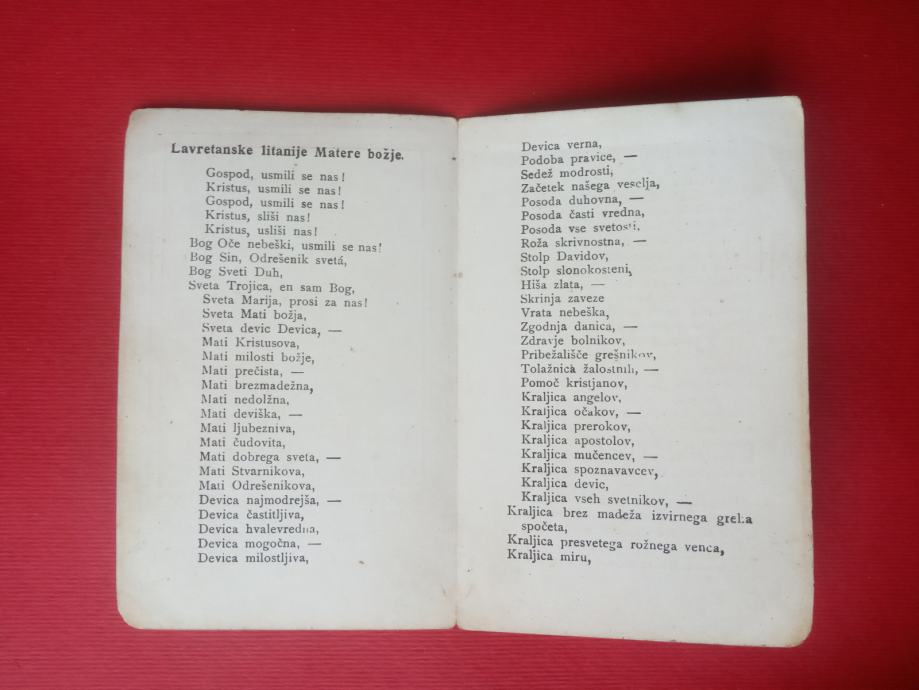 Lavretanske litanije Matere božje.
Gospod, usmili se nas!
Kristus, usmili se nas!
Gospod, usmili se nas!
Kristus, sliši nas!
Kristus, usliši nas!
Bog Oče nebeški, usmili se nas!
Bog Sin, Odrešenik svetá,
Bog Sveti Duh,
Sveta Trojica, en sam Bog,
Sveta Marija, prosi za nas!
Sveta Mati božja,
Sveta devic Devica, —
Mati Kristusova,
Mati milosti božje,
Mati prečista, —
Mati brezmadežna,
Mati nedolžna,
Mati deviška, —
Mati ljubezniva,
Mati čudovita,
Mati dobrega sveta, —
Mati Stvarnikova,
Mati Odrešenikova,
Devica najmodrejša, —
Devica častitljiva,
Devica hvalevredna,
Devica mogočna, —
Devica milostljiva,
Devica verna,
Podoba pravice, —
Sedež modrosti,
Začetek našega veselja,
Posoda duhovna, —
Posoda časti vredna,
Posoda vse svetosti,
Roža skrivnostna, —
Stolp Davidov,
Stolp slonokosteni,
Hiša zlata, —
Skrinja zaveze
Vrata nebeška,
Zgodnja danica, —
Zdravje bolnikov,
Pribežališče grešnikov,
Tolažnica žalostnih, —
Pomoč kristjanov,
Kraljica angelov,
Kraljica očakov, —
Kraljica prerokov,
Kraljica apostolov,
Kraljica mučencev, —
Kraljica spoznavavcev,
Kraljica devic,
Kraljica vseh svetnikov, —
Kraljica brez madeža izvirnega greha
spočeta,
Kraljica presvetega rožnega venca,
Kraljica miru,